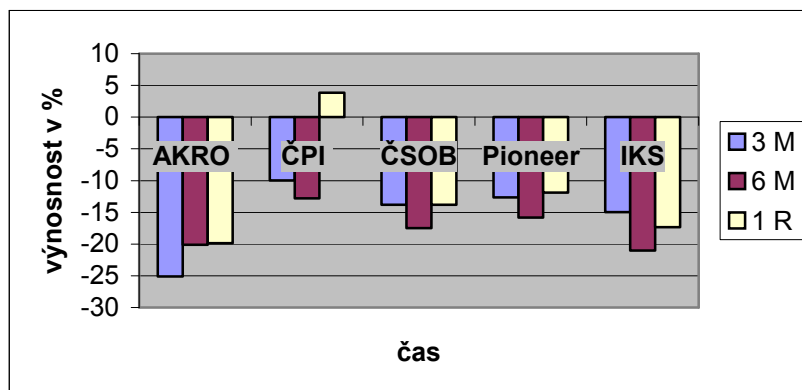 výnosnost v %
10
5
0
-5
-10
-15
-20
-25
-30
AKRO ČPI ČSOB Pioneer IKS
čas
3 M
6 M
1 R